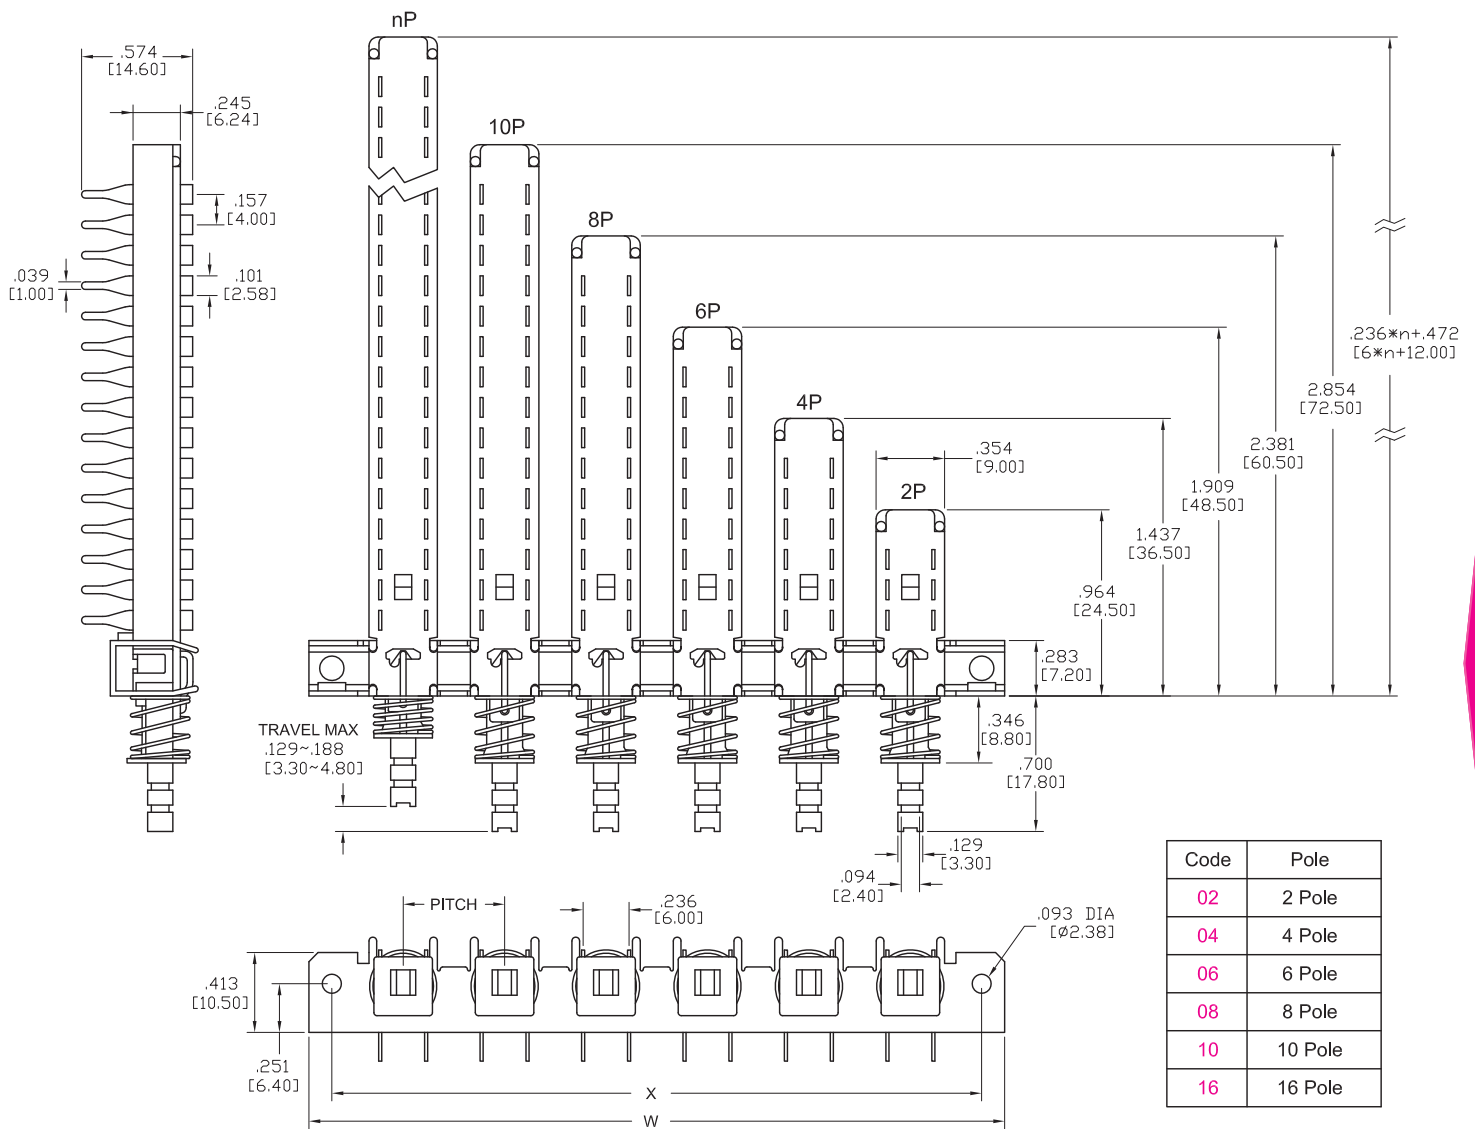 nP
.574
[14.60]
.245
[6.24]
10P
.157
[4.00]
8P
.039
[1.00]
.101
[2.58]
6P
.236*n+.472
[6*n+12.00]
2.854
[72.50]
4P
2.381
[60.50]
.354
[9.00]
2P
1.909
[48.50]
1.437
[36.50]
.964
[24.50]
.283
[7.20]
TRAVEL MAX
.129~.188
[3.30~4.80]
.346
[8.80]
.700
[17.80]
.129
[3.30]
.094
[2.40]
PITCH
.236
[6.00]
.093 DIA
[Ø2.38]
.413
[10.50]
.251
[6.40]
X
W
Code Pole
02 2 Pole
04 4 Pole
06 6 Pole
08 8 Pole
10 10 Pole
16 16 Pole